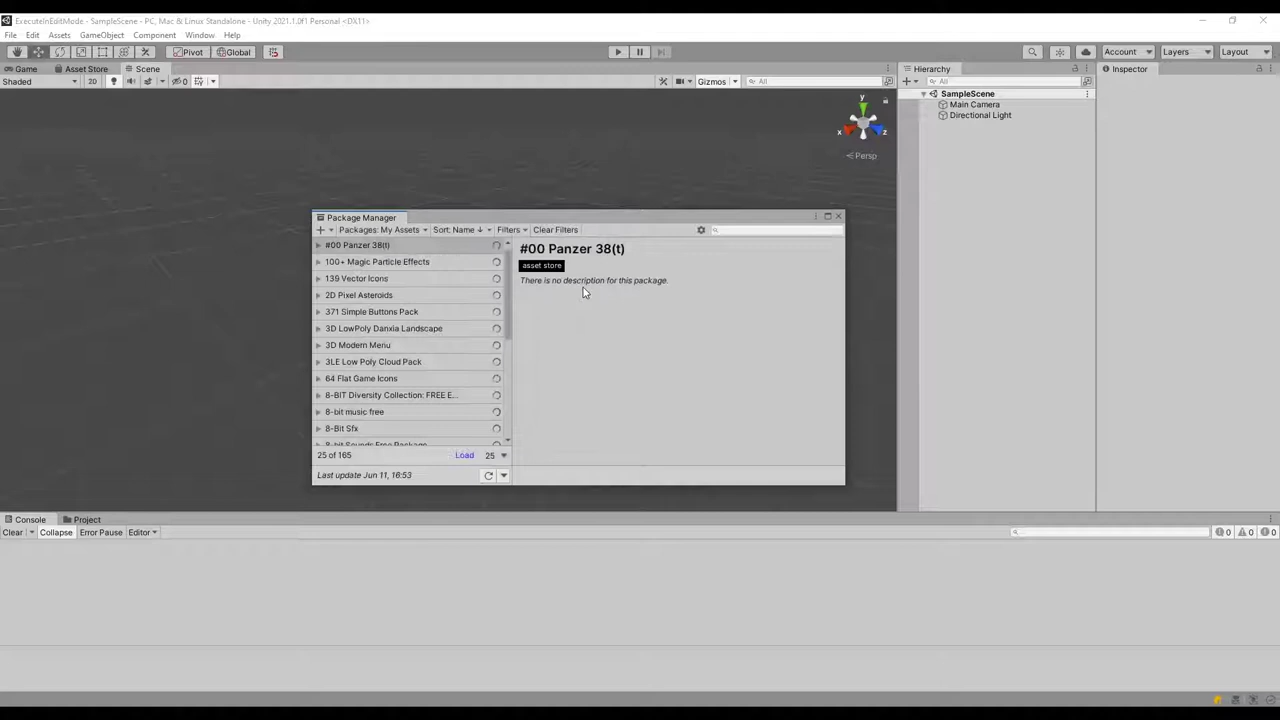 ExecuteInEditMode - SampleScene - PC, Mac & Linux Standalone - Unity 2021.1.0f1 Personal <DX11>
File Edit Assets GameObject Component Window Help
Pivot Global Account Layers Layout
Game Asset Store Scene Hierarchy Inspector
Shaded 2D 0 Gizmos All All
SampleScene
Main Camera
Directional Light
y
x z
Persp
Package Manager
Packages: My Assets Sort: Name ↓ Filters Clear Filters
#00 Panzer 38(t)
100+ Magic Particle Effects
139 Vector Icons
2D Pixel Asteroids
371 Simple Buttons Pack
3D LowPoly Danxia Landscape
3D Modern Menu
3LE Low Poly Cloud Pack
64 Flat Game Icons
8-BIT Diversity Collection: FREE E...
8-bit music free
8-Bit Sfx
8-bit Sounds Free Package
25 of 165 Load 25
Last update Jun 11, 16:53
#00 Panzer 38(t)
asset store
There is no description for this package.
Console Project
Clear Collapse Error Pause Editor 0 0 0